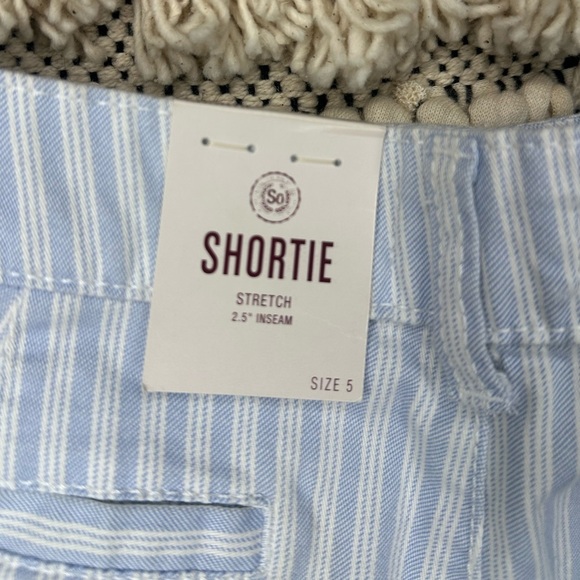 So!
SHORTIE
STRETCH
2.5" INSEAM
SIZE 5